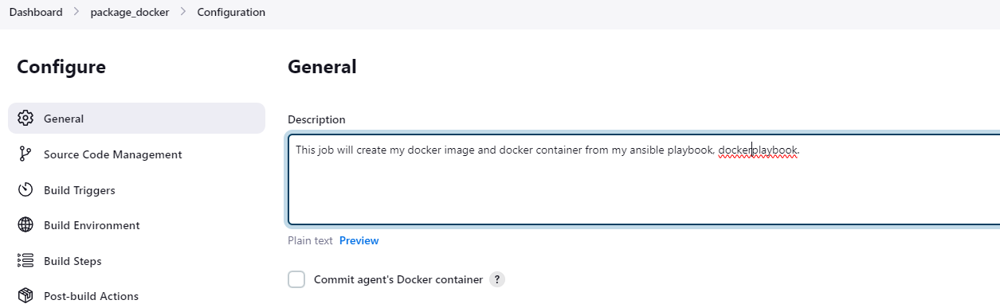 Dashboard > package_docker > Configuration
Configure
General
Source Code Management
Build Triggers
Build Environment
Build Steps
Post-build Actions
General
Description
This job will create my docker image and docker container from my ansible playbook, dockerplaybook.
Plain text Preview
Commit agent's Docker container ?